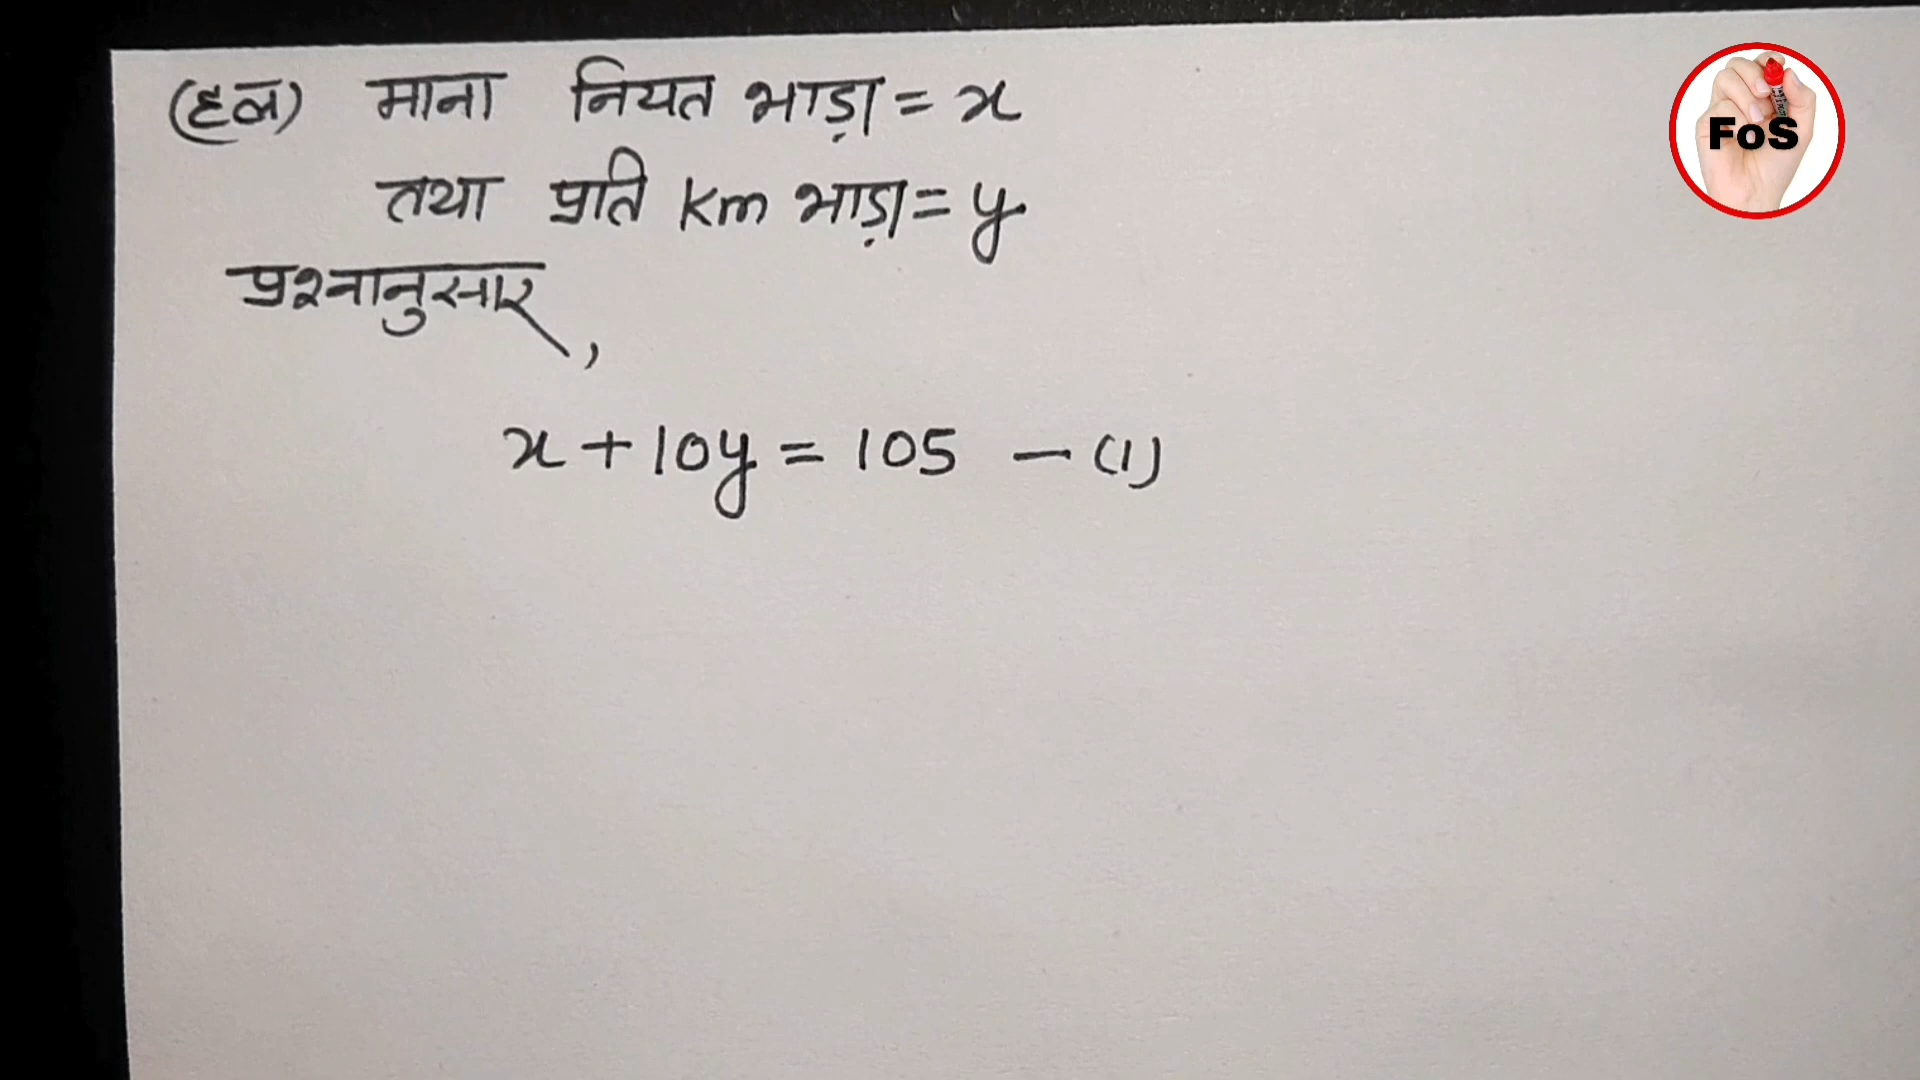 (हल) माना नियत भाड़ा = x
तथा प्रति km भाड़ा = y
प्रश्नानुसार,
x + 10y = 105 — (1)
FoS